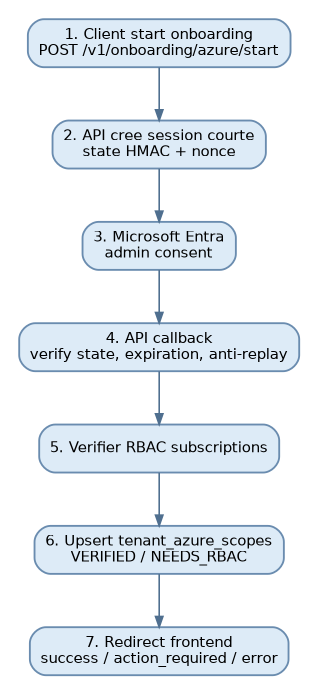 1. Client start onboarding
POST /v1/onboarding/azure/start
2. API cree session courte
state HMAC + nonce
3. Microsoft Entra
admin consent
4. API callback
verify state, expiration, anti-replay
5. Verifier RBAC subscriptions
6. Upsert tenant_azure_scopes
VERIFIED / NEEDS_RBAC
7. Redirect frontend
success / action_required / error